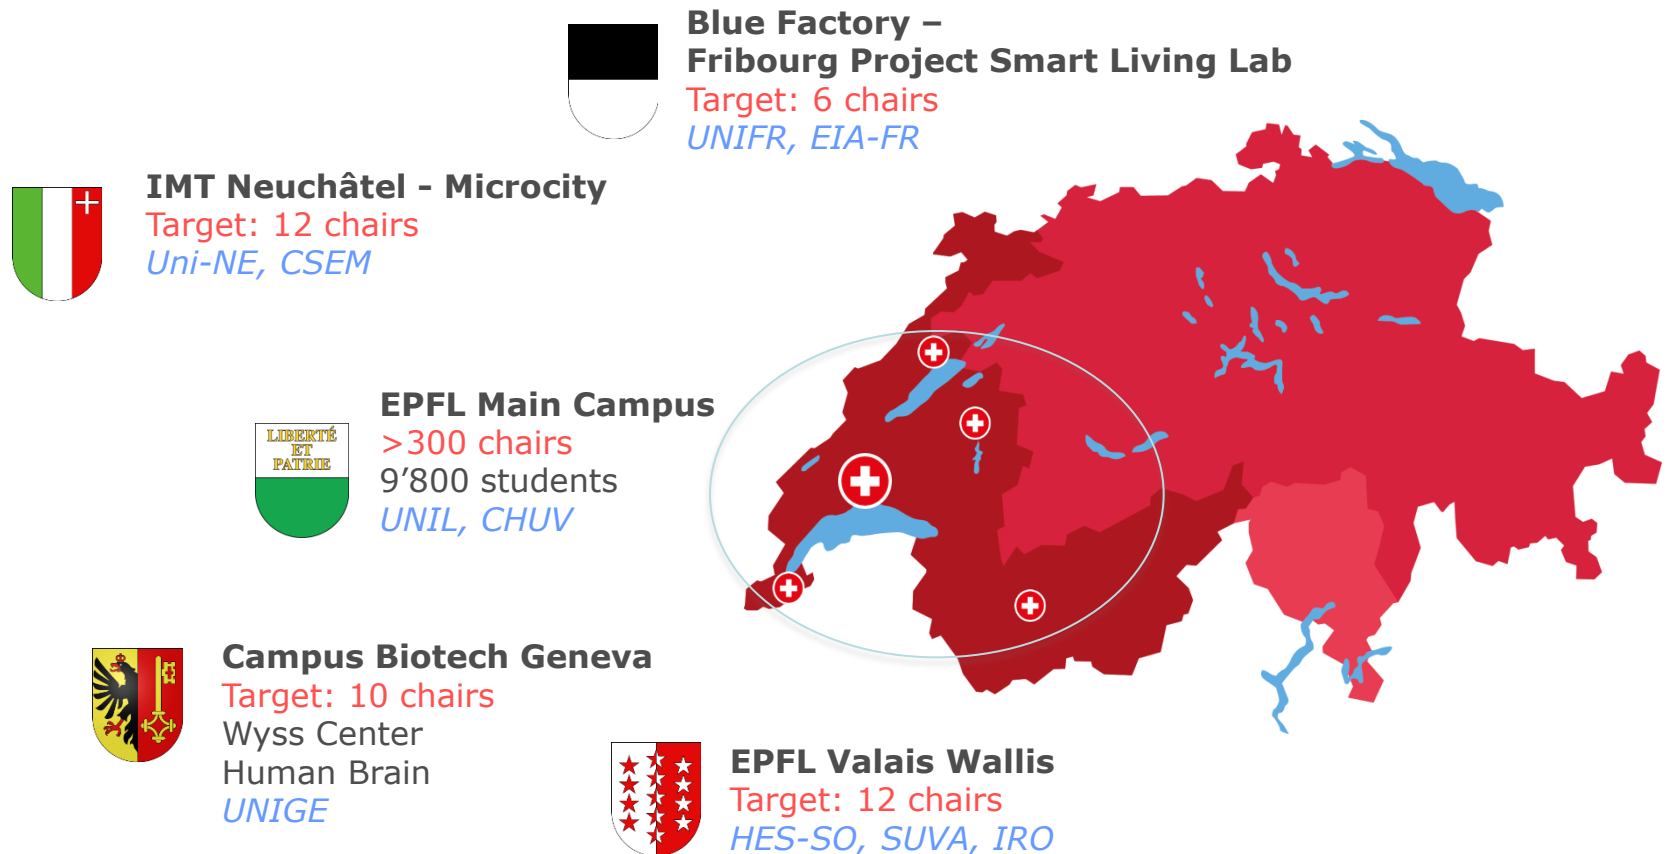 Blue Factory –
Fribourg Project Smart Living Lab
Target: 6 chairs
UNIFR, EIA-FR
IMT Neuchâtel - Microcity
Target: 12 chairs
Uni-NE, CSEM
EPFL Main Campus
>300 chairs
9’800 students
UNIL, CHUV
LIBERTÉ
ET
PATRIE
Campus Biotech Geneva
Target: 10 chairs
Wyss Center
Human Brain
UNIGE
EPFL Valais Wallis
Target: 12 chairs
HES-SO, SUVA, IRO